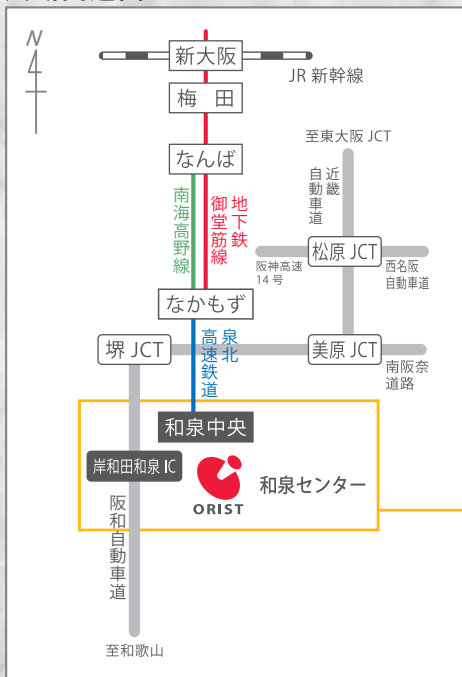 N
新大阪
JR 新幹線
梅 田
至東大阪 JCT
なんば
近畿
自動車道
南海高野線
地下鉄
御堂筋線
松原 JCT
阪神高速
14 号
西名阪
自動車道
なかもず
堺 JCT
泉北
高速鉄道
美原 JCT
南阪奈
道路
和泉中央
岸和田和泉 IC
ORIST
和泉センター
阪和自動車道
至和歌山